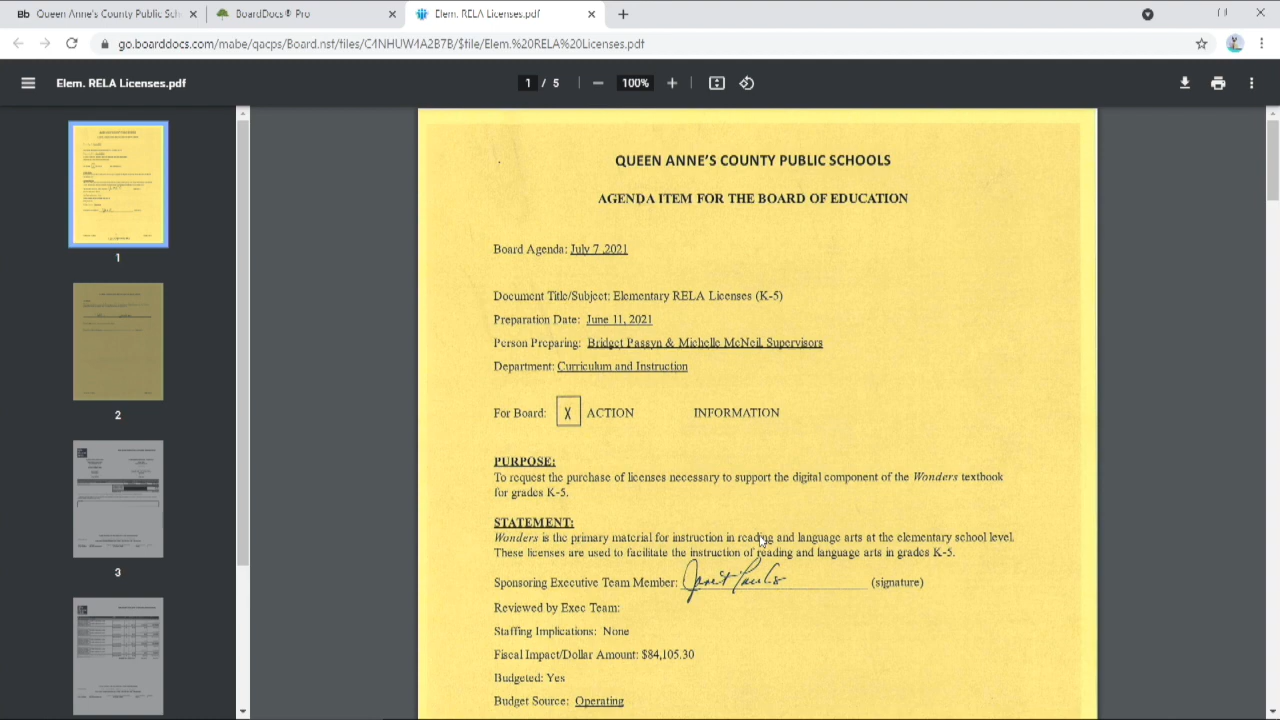 Bb Queen Anne's County Public Sch
BoardDocs® Pro
Elem. RELA Licenses.pdf
go.boarddocs.com/mabe/qacps/Board.nsf/files/C4NHUW4A2B7B/$file/Elem.%20RELA%20Licenses.pdf
Elem. RELA Licenses.pdf
1 / 5
100%
1
2
3
QUEEN ANNE'S COUNTY PUBLIC SCHOOLS
AGENDA ITEM FOR THE BOARD OF EDUCATION
Board Agenda: July 7 ,2021
Document Title/Subject: Elementary RELA Licenses (K-5)
Preparation Date: June 11, 2021
Person Preparing: Bridget Passyn & Michelle McNeil, Supervisors
Department: Curriculum and Instruction
For Board: X ACTION INFORMATION
PURPOSE:
To request the purchase of licenses necessary to support the digital component of the Wonders textbook
for grades K-5.
STATEMENT:
Wonders is the primary material for instruction in reading and language arts at the elementary school level.
These licenses are used to facilitate the instruction of reading and language arts in grades K-5.
Sponsoring Executive Team Member: Janet Pauls (signature)
Reviewed by Exec Team:
Staffing Implications: None
Fiscal Impact/Dollar Amount: $84,105.30
Budgeted: Yes
Budget Source: Operating